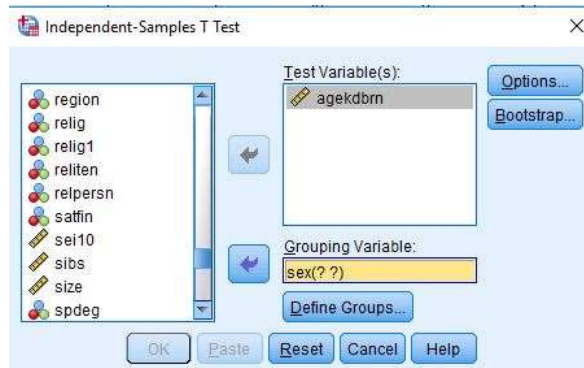 Independent-Samples T Test
region
relig
relig1
reliten
relpersn
satfin
sei10
sibs
size
spdeg
Test Variable(s):
agekdbrn
Grouping Variable:
sex(? ?)
Define Groups...
Options...
Bootstrap...
OK Paste Reset Cancel Help